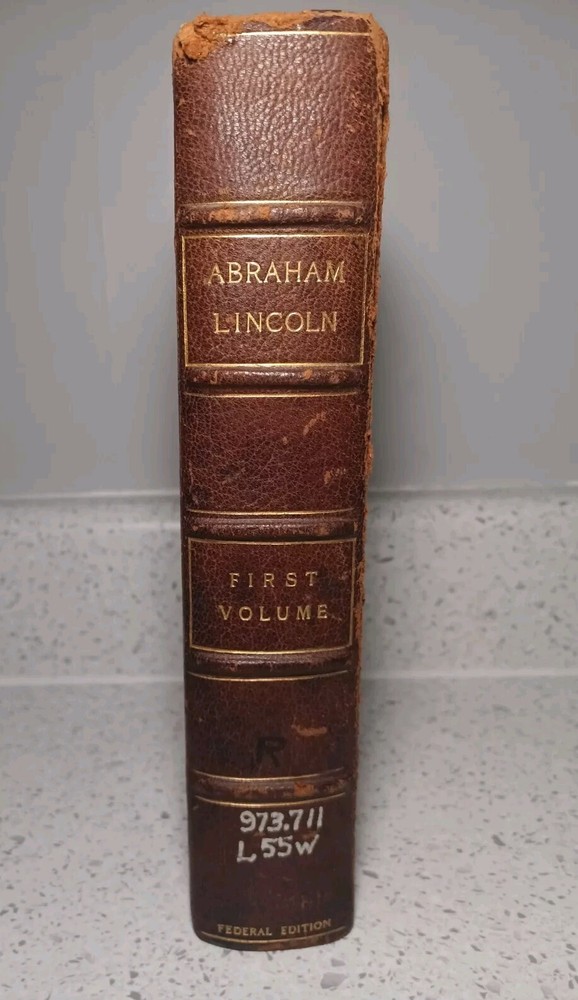 ABRAHAM
LINCOLN
FIRST
VOLUME
R
973.711
L55W
FEDERAL EDITION